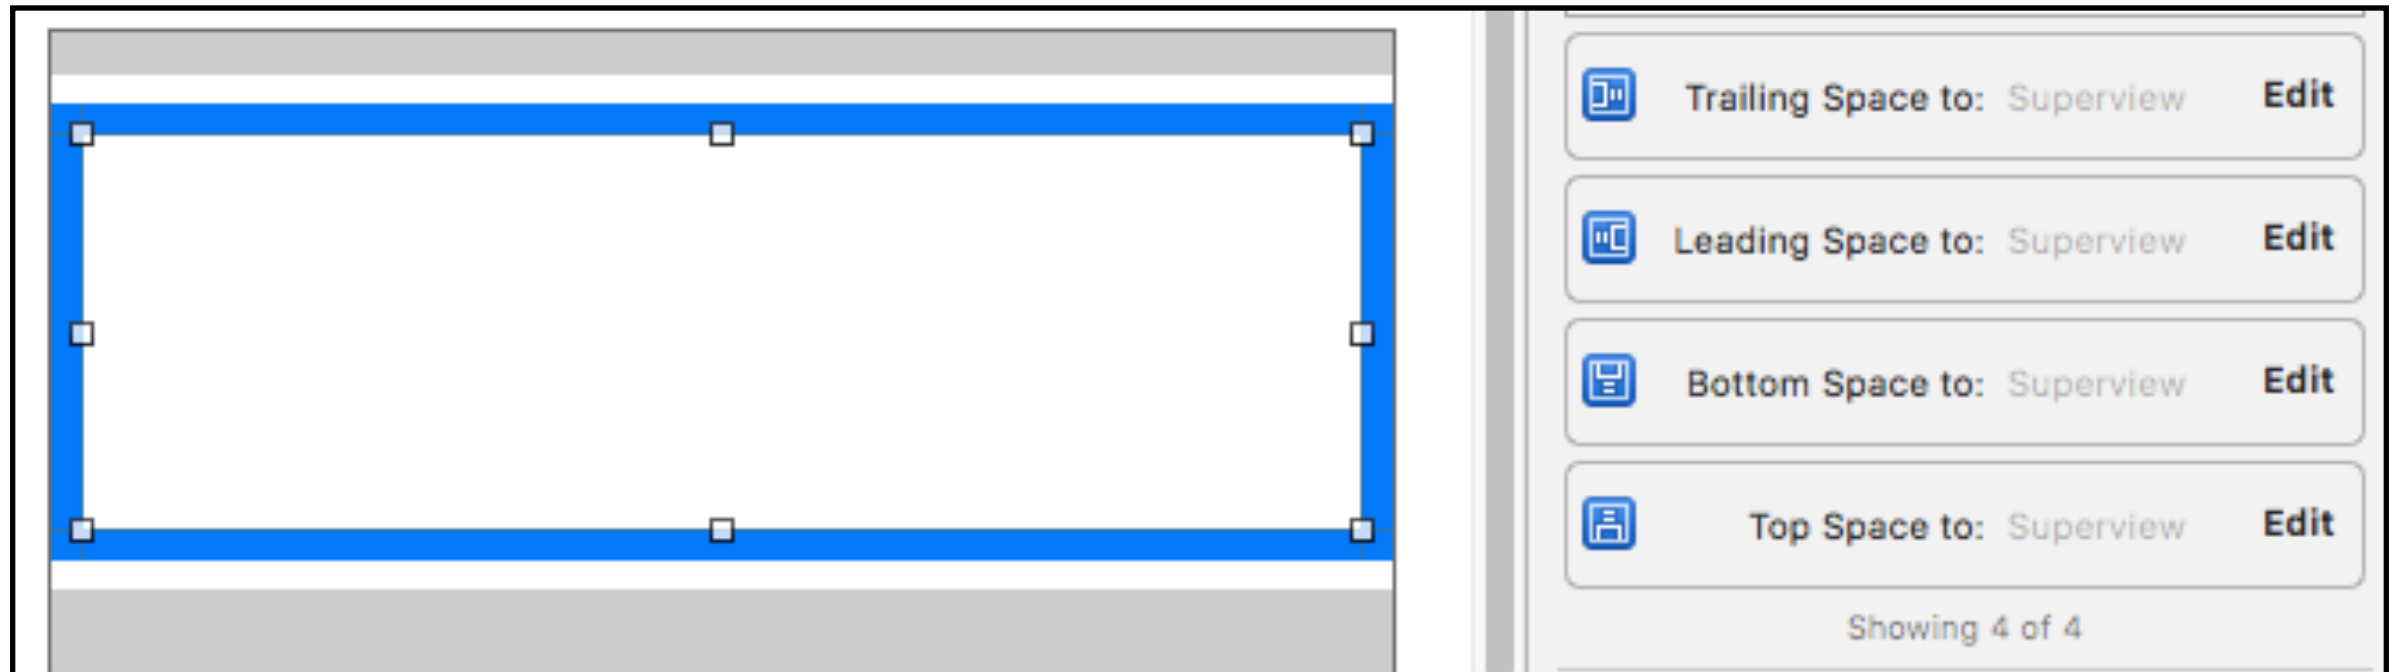 Trailing Space to: Superview Edit
Leading Space to: Superview Edit
Bottom Space to: Superview Edit
Top Space to: Superview Edit
Showing 4 of 4